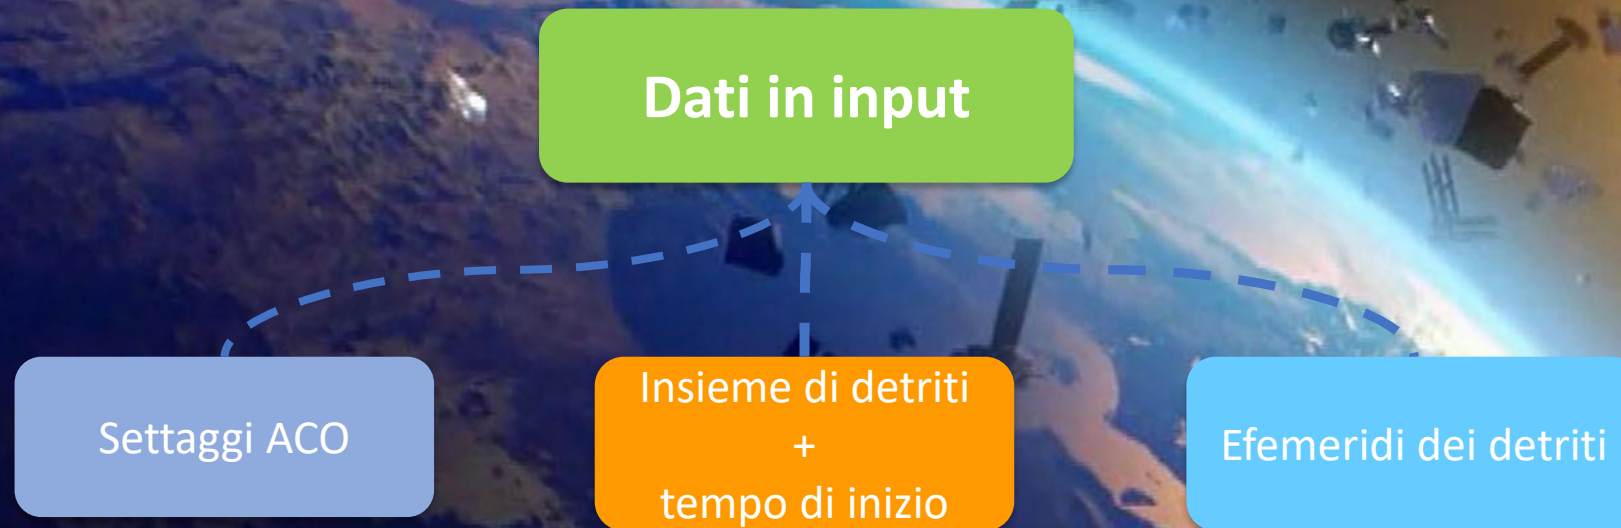 Dati in input
Settaggi ACO
Insieme di detriti
+
tempo di inizio
Efemeridi dei detriti